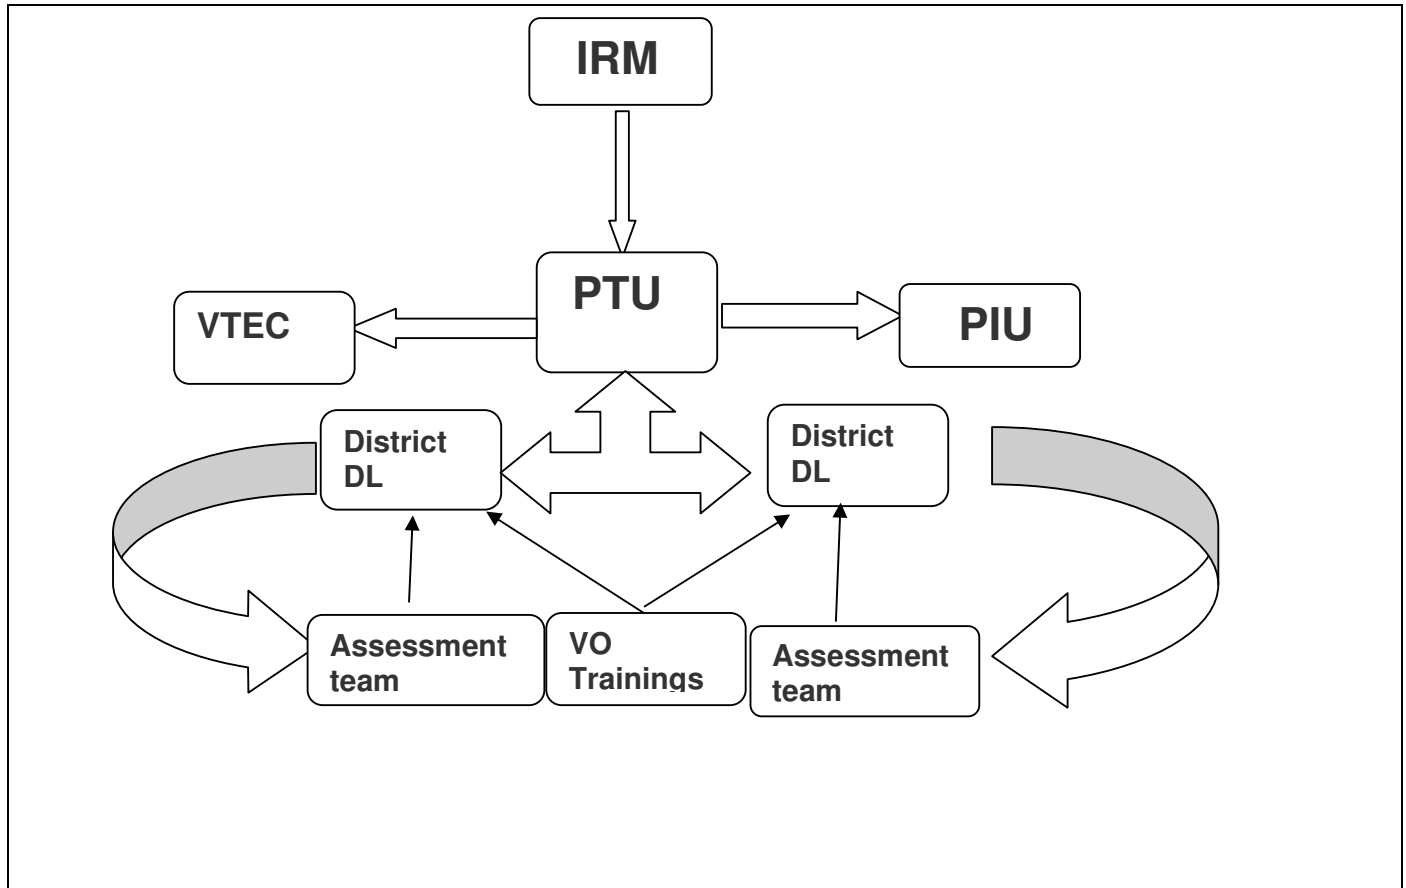 IRM
PTU
VTEC
PIU
District
DL
District
DL
Assessment
team
VO
Trainings
Assessment
team